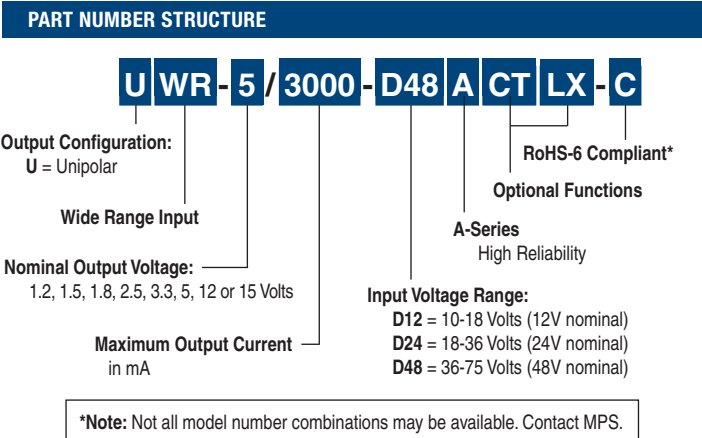 PART NUMBER STRUCTURE
U WR - 5 / 3000 - D48 A CT LX - C
Output Configuration:
U = Unipolar
RoHS-6 Compliant*
Optional Functions
Wide Range Input
A-Series
High Reliability
Nominal Output Voltage:
1.2, 1.5, 1.8, 2.5, 3.3, 5, 12 or 15 Volts
Input Voltage Range:
D12 = 10-18 Volts (12V nominal)
D24 = 18-36 Volts (24V nominal)
D48 = 36-75 Volts (48V nominal)
Maximum Output Current
in mA
*Note: Not all model number combinations may be available. Contact MPS.